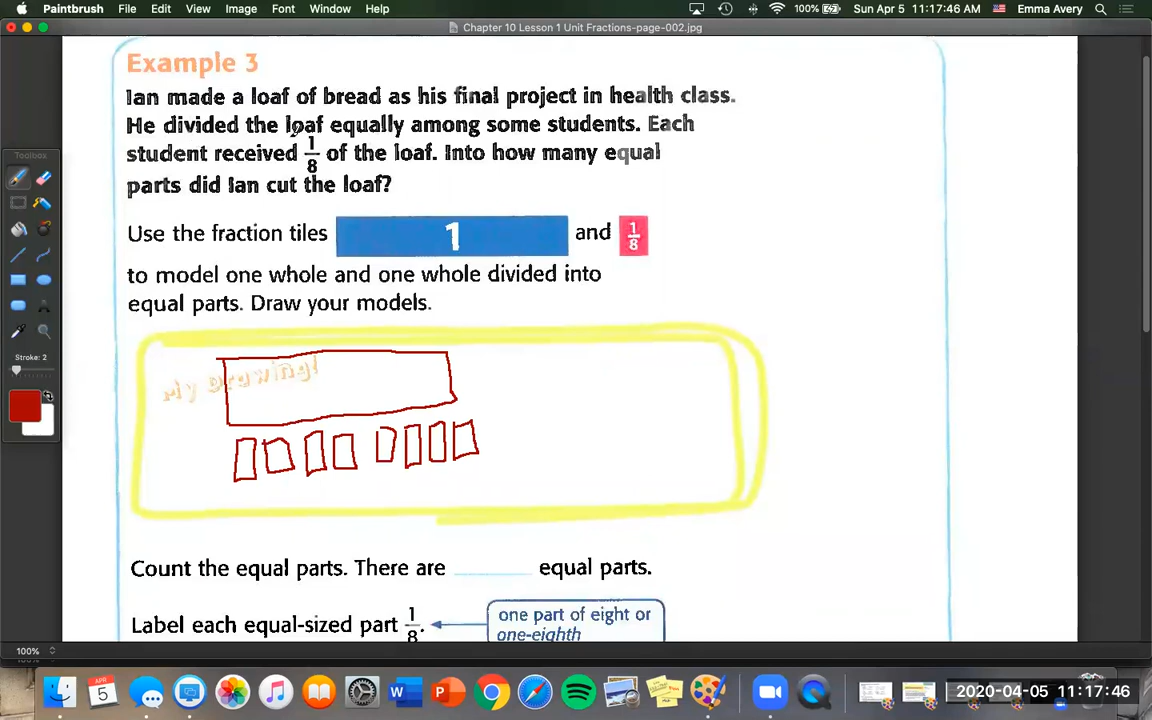 Paintbrush File Edit View Image Font Window Help 100% Sun Apr 5 11:17:46 AM Emma Avery
Chapter 10 Lesson 1 Unit Fractions-page-002.jpg
Example 3
Ian made a loaf of bread as his final project in health class.
He divided the loaf equally among some students. Each
student received 1/8 of the loaf. Into how many equal
parts did Ian cut the loaf?
Toolbox
Use the fraction tiles 1 and 1/8
to model one whole and one whole divided into
equal parts. Draw your models.
Stroke: 2
My Drawing!
Count the equal parts. There are ______ equal parts.
Label each equal-sized part 1/8.
one part of eight or
one-eighth
100%
APR
5
W
P
2020-04-05 11:17:46